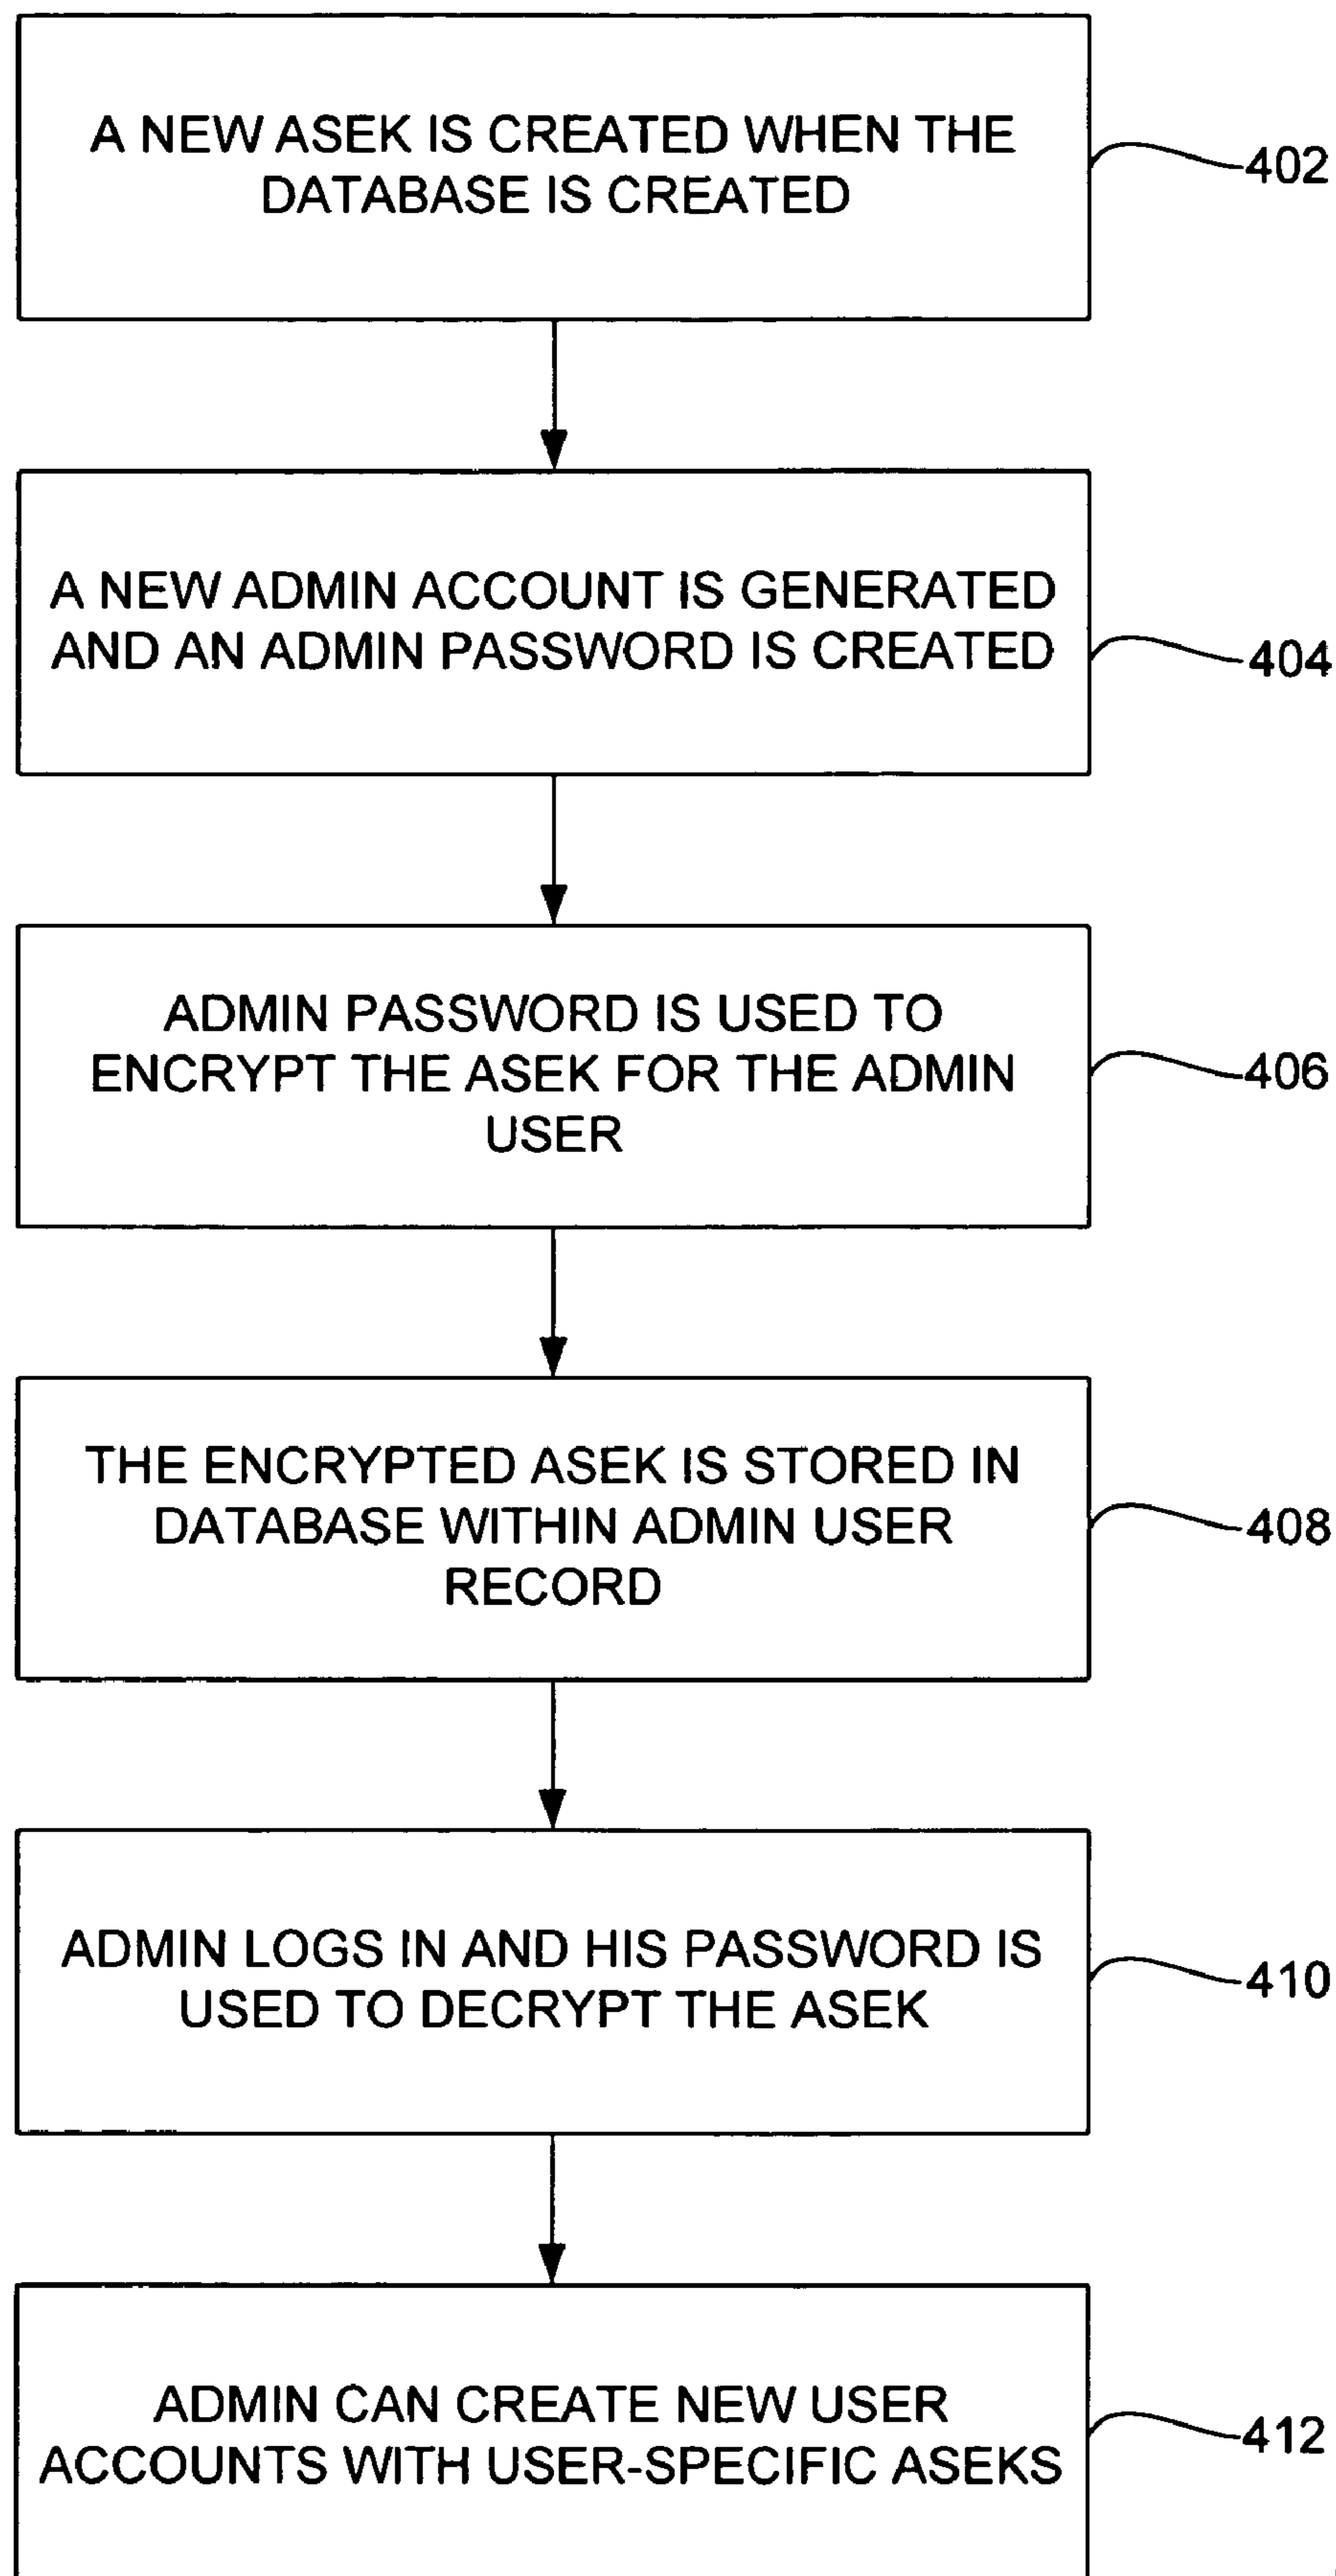 A NEW ASEK IS CREATED WHEN THE
DATABASE IS CREATED
402
A NEW ADMIN ACCOUNT IS GENERATED
AND AN ADMIN PASSWORD IS CREATED
404
ADMIN PASSWORD IS USED TO
ENCRYPT THE ASEK FOR THE ADMIN
USER
406
THE ENCRYPTED ASEK IS STORED IN
DATABASE WITHIN ADMIN USER
RECORD
408
ADMIN LOGS IN AND HIS PASSWORD IS
USED TO DECRYPT THE ASEK
410
ADMIN CAN CREATE NEW USER
ACCOUNTS WITH USER-SPECIFIC ASEKS
412